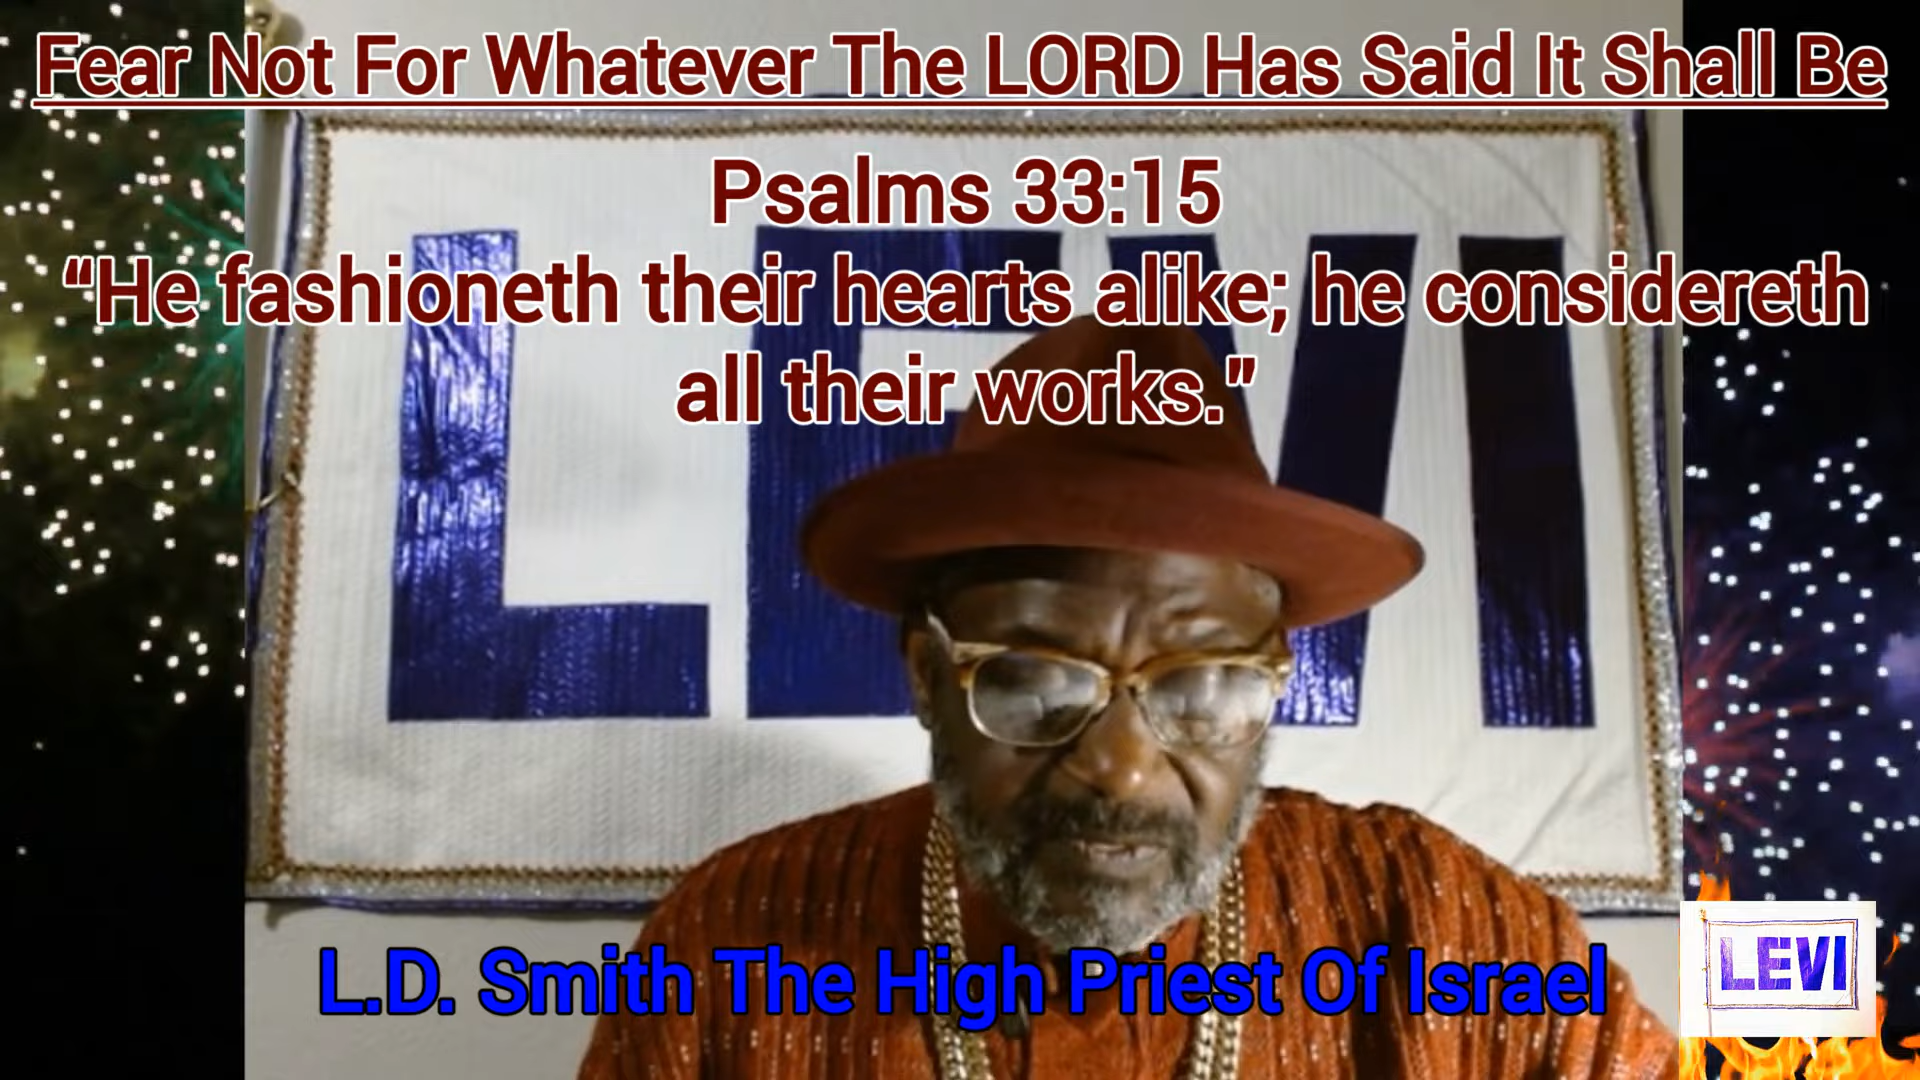 Fear Not For Whatever The LORD Has Said It Shall Be
Psalms 33:15
“He fashioneth their hearts alike; he considereth
all their works.”
LEVI
L.D. Smith The High Priest Of Israel
LEVI